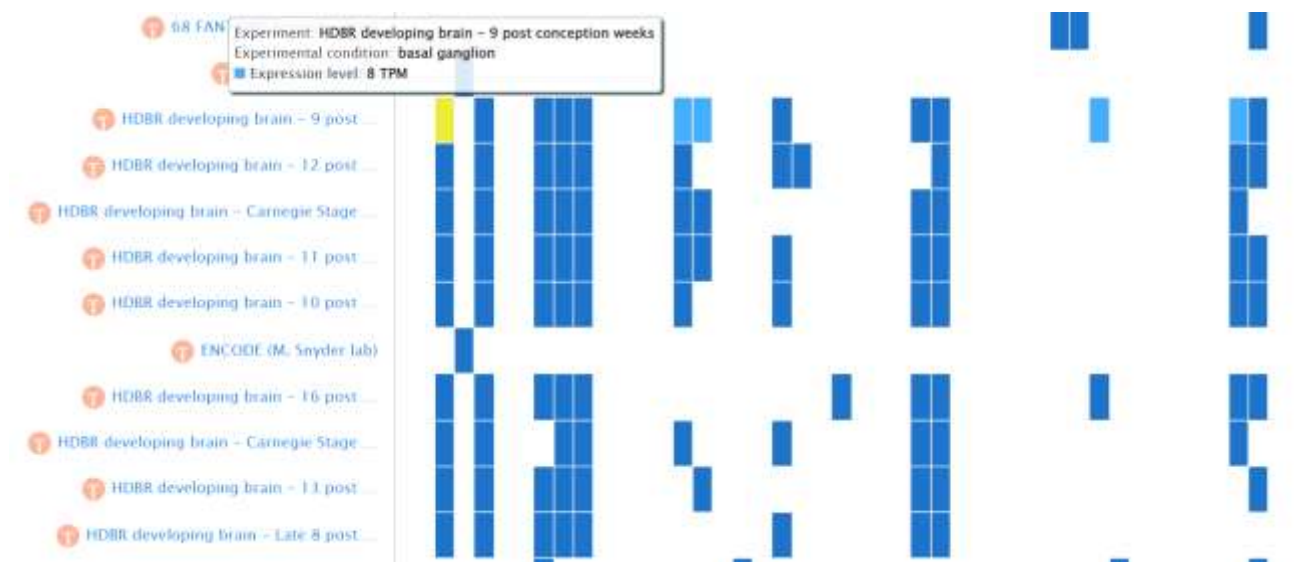 68 FAN
Experiment: HDBR developing brain – 9 post conception weeks
Experimental condition: basal ganglion
Expression level: 8 TPM
HDBR developing brain – 9 post ...
HDBR developing brain – 12 post ...
HDBR developing brain – Carnegie Stage ...
HDBR developing brain – 11 post ...
HDBR developing brain – 10 post ...
ENCODE (M. Snyder lab)
HDBR developing brain – 16 post ...
HDBR developing brain – Carnegie Stage ...
HDBR developing brain – 13 post ...
HDBR developing brain – Late 8 post ...